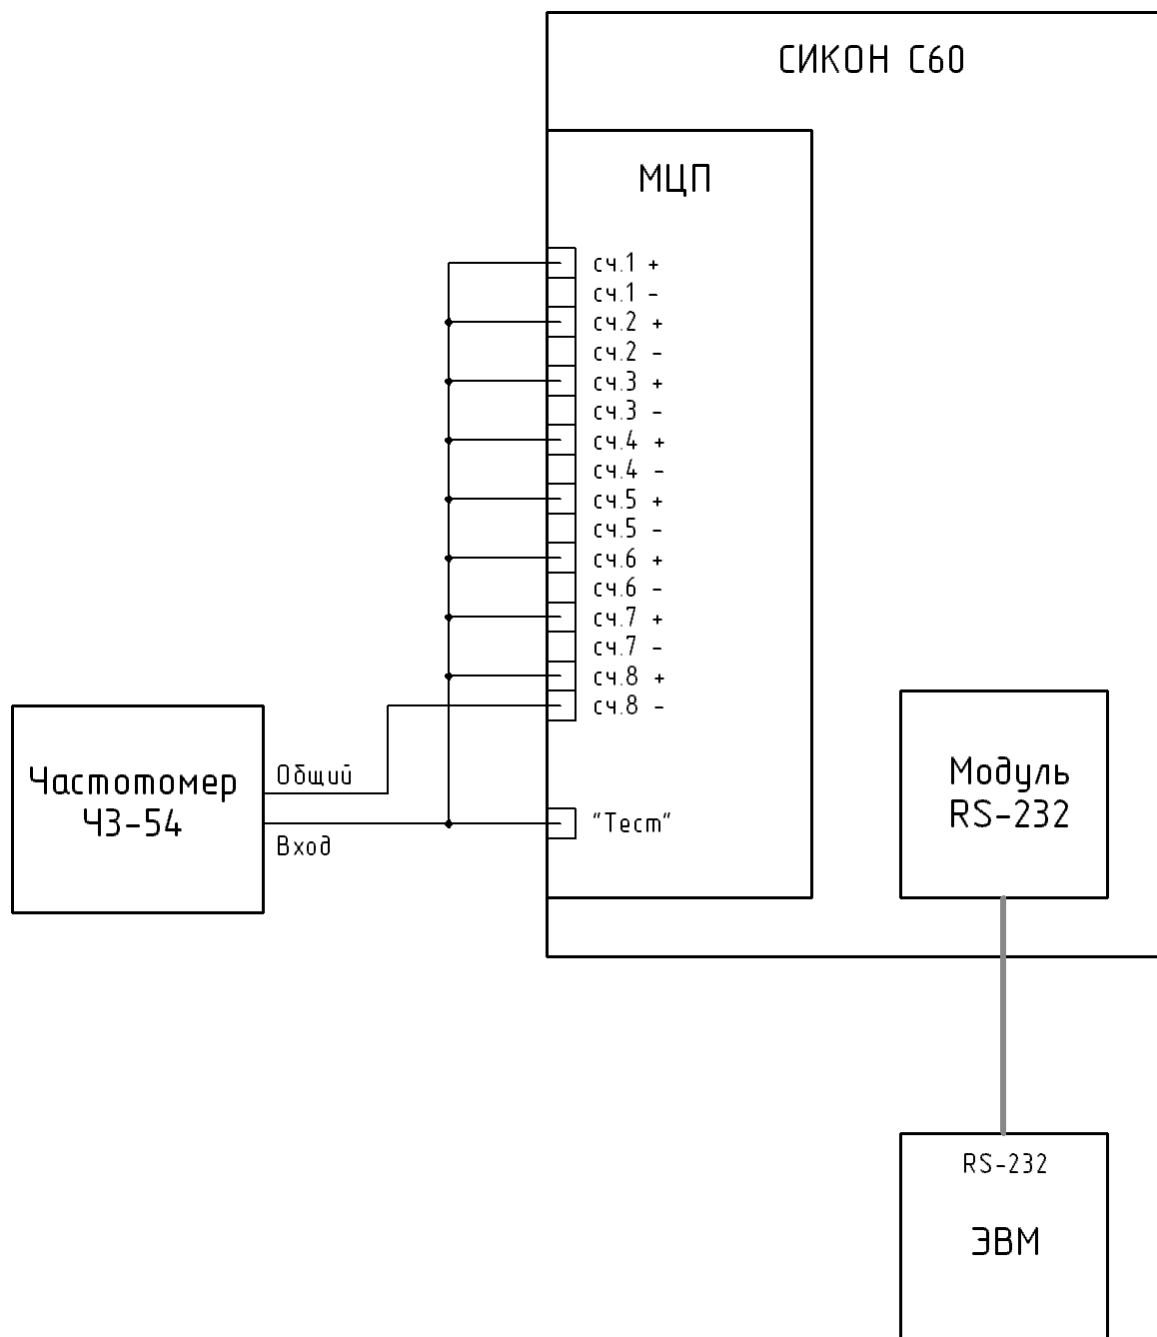 СИКОН С60
МЦП
сч.1 +
сч.1 -
сч.2 +
сч.2 -
сч.3 +
сч.3 -
сч.4 +
сч.4 -
сч.5 +
сч.5 -
сч.6 +
сч.6 -
сч.7 +
сч.7 -
сч.8 +
сч.8 -
"Тест"
Частотомер
Ч3-54
Общий
Вход
Модуль
RS-232
RS-232
ЭВМ